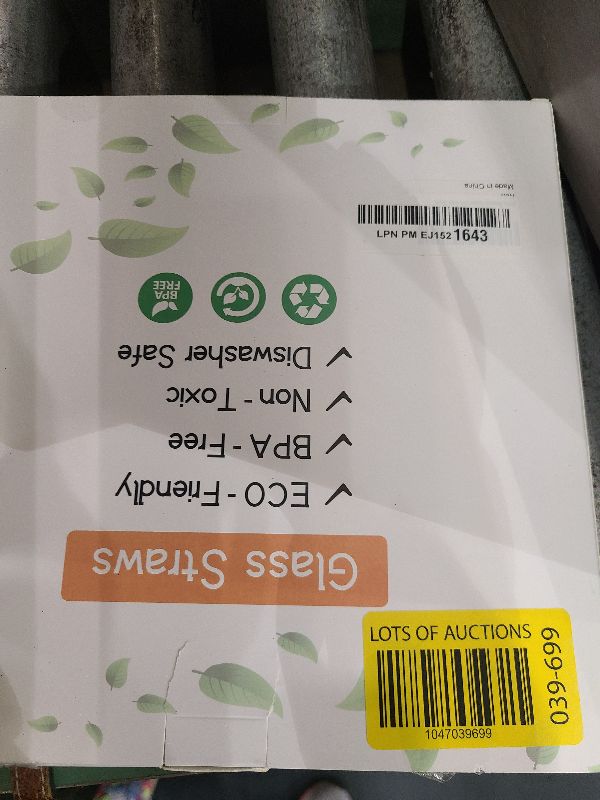 Glass Straws
✓ ECO - Friendly
✓ BPA - Free
✓ Non - Toxic
✓ Diswasher Safe
BPA
FREE
Made in China
LPN PM EJ152 1643
LOTS OF AUCTIONS
1047039699
039-699